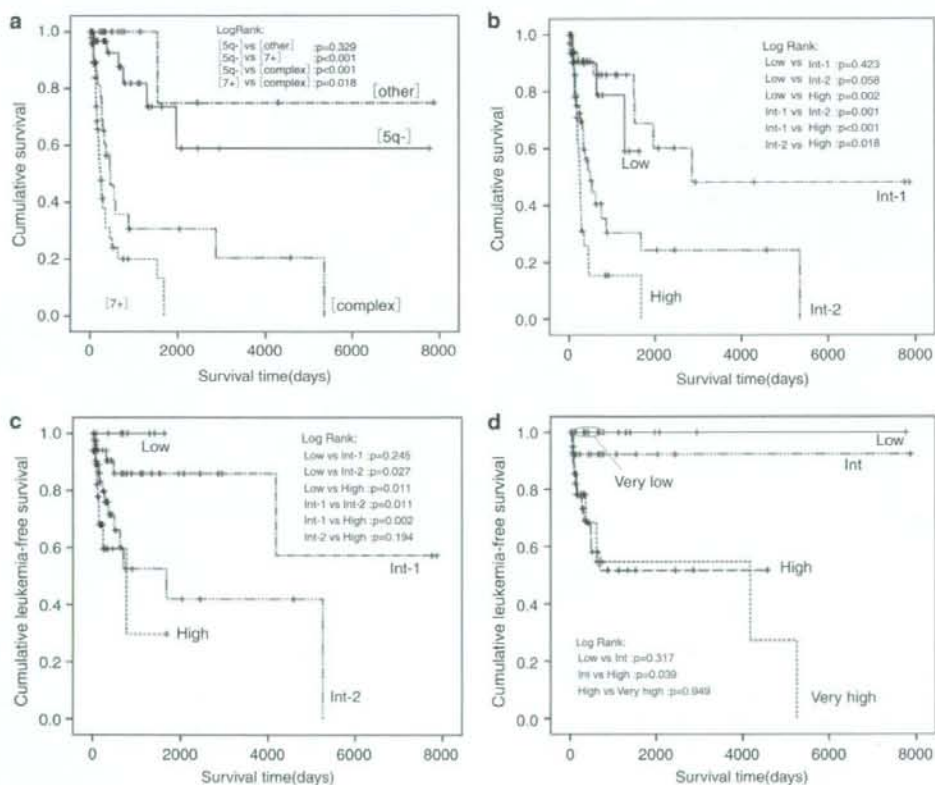 a
LogRank:
[5q-] vs [other] :p=0.329
[5q-] vs [7+] :p<0.001
[5q-] vs [complex] :p<0.001
[7+] vs [complex] :p=0.018
[other]
[5q-]
[7+]
[complex]
Cumulative survival
1.0
0.8
0.6
0.4
0.2
0.0
0 2000 4000 6000 8000
Survival time(days)
b
Log Rank:
Low vs Int-1 :p=0.423
Low vs Int-2 :p=0.058
Low vs High :p=0.002
Int-1 vs Int-2 :p=0.001
Int-1 vs High :p<0.001
Int-2 vs High :p=0.018
Low
Int-1
High
Int-2
Cumulative survival
1.0
0.8
0.6
0.4
0.2
0.0
0 2000 4000 6000 8000
Survival time(days)
c
Low
Log Rank:
Low vs Int-1 :p=0.245
Low vs Int-2 :p=0.027
Low vs High :p=0.011
Int-1 vs Int-2 :p=0.011
Int-1 vs High :p=0.002
Int-2 vs High :p=0.194
Int-1
High
Int-2
Cumulative leukemia-free survival
1.0
0.8
0.6
0.4
0.2
0.0
0 2000 4000 6000 8000
Survival time(days)
d
Low
Int
Very low
High
Log Rank:
Low vs Int :p=0.317
Int vs High :p=0.039
High vs Very high :p=0.949
Very high
Cumulative leukemia-free survival
1.0
0.8
0.6
0.4
0.2
0.0
0 2000 4000 6000 8000
Survival time(days)